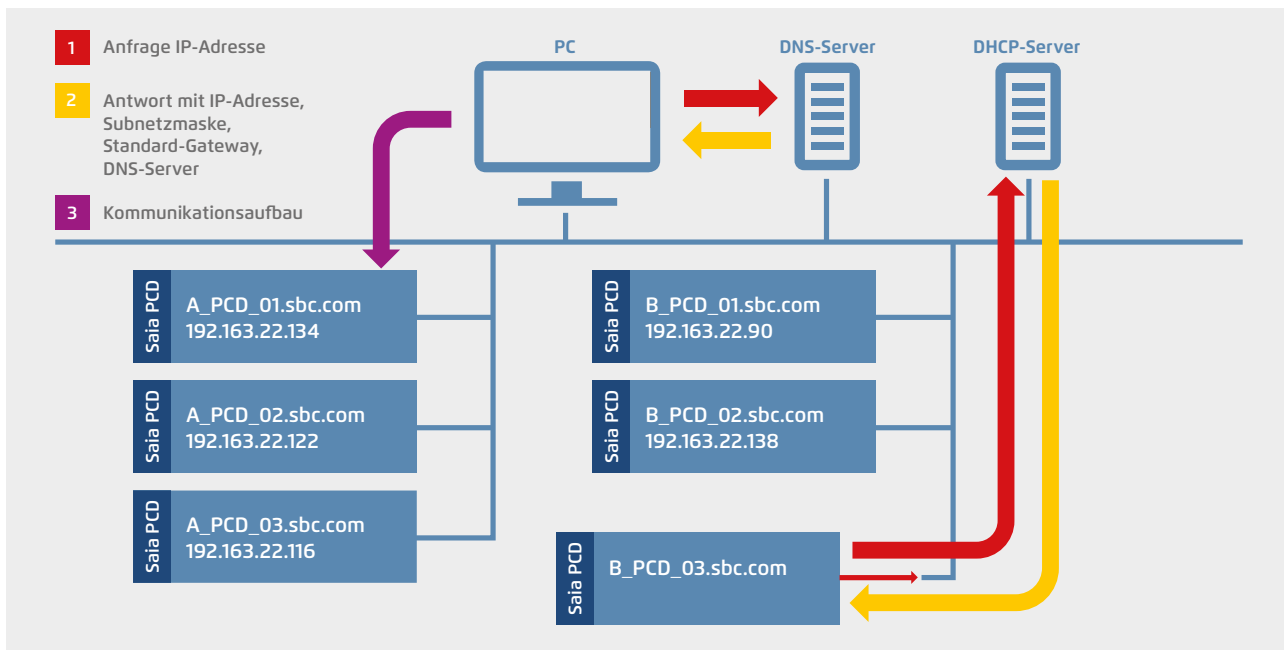 1 Anfrage IP-Adresse
2 Antwort mit IP-Adresse,
Subnetzmaske,
Standard-Gateway,
DNS-Server
3 Kommunikationsaufbau
PC
DNS-Server
DHCP-Server
Saia PCD
A_PCD_01.sbc.com
192.163.22.134
Saia PCD
A_PCD_02.sbc.com
192.163.22.122
Saia PCD
A_PCD_03.sbc.com
192.163.22.116
Saia PCD
B_PCD_01.sbc.com
192.163.22.90
Saia PCD
B_PCD_02.sbc.com
192.163.22.138
Saia PCD
B_PCD_03.sbc.com